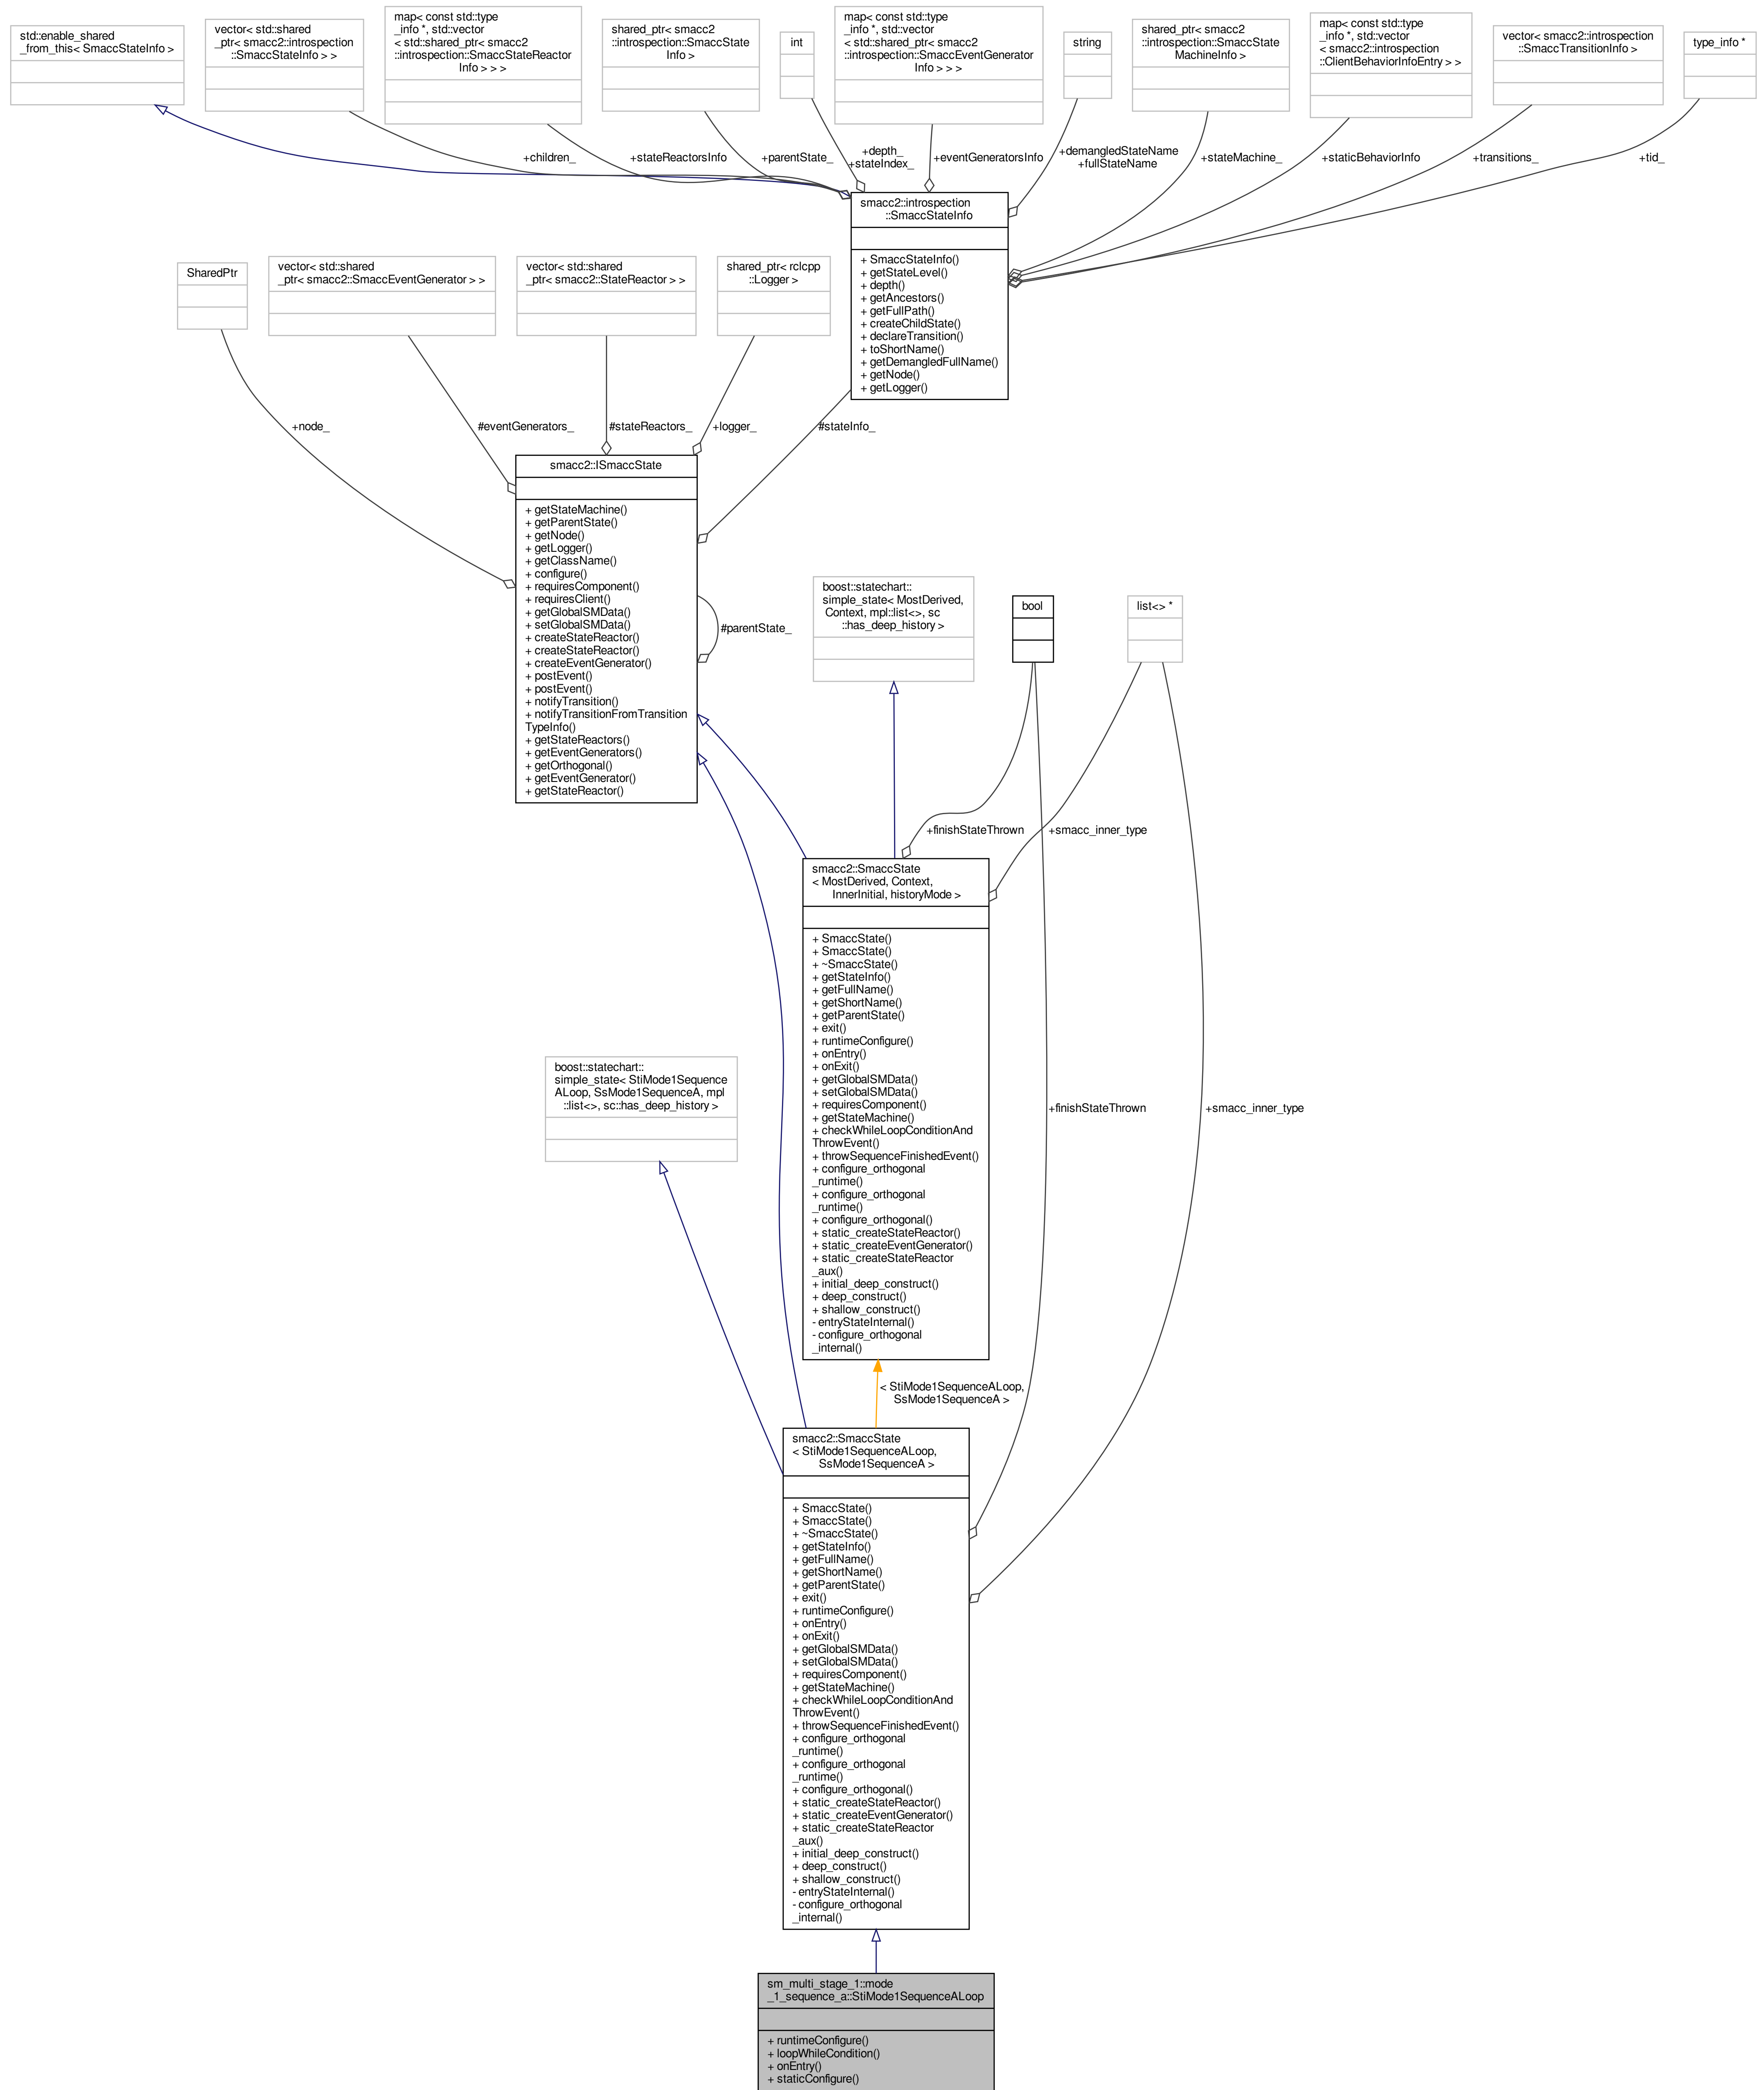 std::enable_shared
_from_this< SmaccStateInfo >
vector< std::shared
_ptr< smacc2::introspection
::SmaccStateInfo > >
map< const std::type
_info *, std::vector
< std::shared_ptr< smacc2
::introspection::SmaccStateReactor
Info > > >
shared_ptr< smacc2
::introspection::SmaccState
Info >
int
map< const std::type
_info *, std::vector
< std::shared_ptr< smacc2
::introspection::SmaccEventGenerator
Info > > >
string
shared_ptr< smacc2
::introspection::SmaccState
MachineInfo >
map< const std::type
_info *, std::vector
< smacc2::introspection
::ClientBehaviorInfoEntry > >
vector< smacc2::introspection
::SmaccTransitionInfo >
type_info *
+children_
+stateReactorsInfo
+parentState_
+depth_
+stateIndex_
+eventGeneratorsInfo
+demangledStateName
+fullStateName
+stateMachine_
+staticBehaviorInfo
+transitions_
+tid_
smacc2::introspection
::SmaccStateInfo
+ SmaccStateInfo()
+ getStateLevel()
+ depth()
+ getAncestors()
+ getFullPath()
+ createChildState()
+ declareTransition()
+ toShortName()
+ getDemangledFullName()
+ getNode()
+ getLogger()
SharedPtr
vector< std::shared
_ptr< smacc2::SmaccEventGenerator > >
vector< std::shared
_ptr< smacc2::StateReactor > >
shared_ptr< rclcpp
::Logger >
+node_
#eventGenerators_
#stateReactors_
+logger_
#stateInfo_
smacc2::ISmaccState
+ getStateMachine()
+ getParentState()
+ getNode()
+ getLogger()
+ getClassName()
+ configure()
+ requiresComponent()
+ requiresClient()
+ getGlobalSMData()
+ setGlobalSMData()
+ createStateReactor()
+ createStateReactor()
+ createEventGenerator()
+ postEvent()
+ postEvent()
+ notifyTransition()
+ notifyTransitionFromTransition
TypeInfo()
+ getStateReactors()
+ getEventGenerators()
+ getOrthogonal()
+ getEventGenerator()
+ getStateReactor()
#parentState_
boost::statechart::
simple_state< MostDerived,
Context, mpl::list<>, sc
::has_deep_history >
bool
list<> *
+finishStateThrown
+smacc_inner_type
smacc2::SmaccState
< MostDerived, Context,
InnerInitial, historyMode >
+ SmaccState()
+ SmaccState()
+ ~SmaccState()
+ getStateInfo()
+ getFullName()
+ getShortName()
+ getParentState()
+ exit()
+ runtimeConfigure()
+ onEntry()
+ onExit()
+ getGlobalSMData()
+ setGlobalSMData()
+ requiresComponent()
+ getStateMachine()
+ checkWhileLoopConditionAnd
ThrowEvent()
+ throwSequenceFinishedEvent()
+ configure_orthogonal
_runtime()
+ configure_orthogonal
_runtime()
+ configure_orthogonal()
+ static_createStateReactor()
+ static_createEventGenerator()
+ static_createStateReactor
_aux()
+ initial_deep_construct()
+ deep_construct()
+ shallow_construct()
- entryStateInternal()
- configure_orthogonal
_internal()
boost::statechart::
simple_state< StiMode1Sequence
ALoop, SsMode1SequenceA, mpl
::list<>, sc::has_deep_history >
+finishStateThrown
+smacc_inner_type
< StiMode1SequenceALoop,
SsMode1SequenceA >
smacc2::SmaccState
< StiMode1SequenceALoop,
SsMode1SequenceA >
+ SmaccState()
+ SmaccState()
+ ~SmaccState()
+ getStateInfo()
+ getFullName()
+ getShortName()
+ getParentState()
+ exit()
+ runtimeConfigure()
+ onEntry()
+ onExit()
+ getGlobalSMData()
+ setGlobalSMData()
+ requiresComponent()
+ getStateMachine()
+ checkWhileLoopConditionAnd
ThrowEvent()
+ throwSequenceFinishedEvent()
+ configure_orthogonal
_runtime()
+ configure_orthogonal
_runtime()
+ configure_orthogonal()
+ static_createStateReactor()
+ static_createEventGenerator()
+ static_createStateReactor
_aux()
+ initial_deep_construct()
+ deep_construct()
+ shallow_construct()
- entryStateInternal()
- configure_orthogonal
_internal()
sm_multi_stage_1::mode
_1_sequence_a::StiMode1SequenceALoop
+ runtimeConfigure()
+ loopWhileCondition()
+ onEntry()
+ staticConfigure()